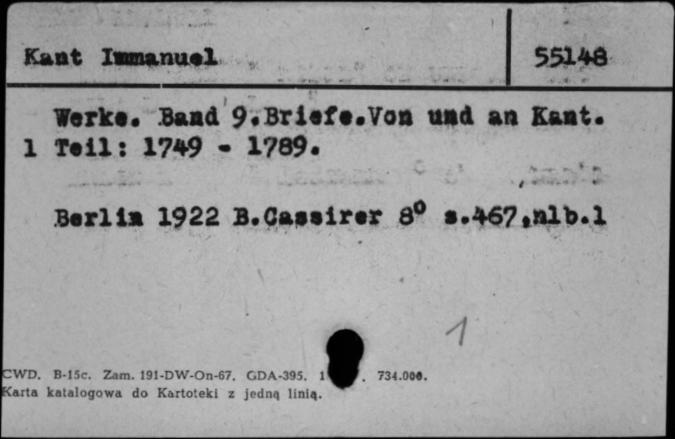 Kant Immanuel 55148
Werke. Band 9.Briefe.Von und an Kant.
1 Teil: 1749 - 1789.
Berlin 1922 B.Cassirer 8° s.467,nlb.1
1
CWD. B-15c. Zam. 191-DW-On-67. GDA-395. 1 . 734.000.
Karta katalogowa do Kartoteki z jedną linią.